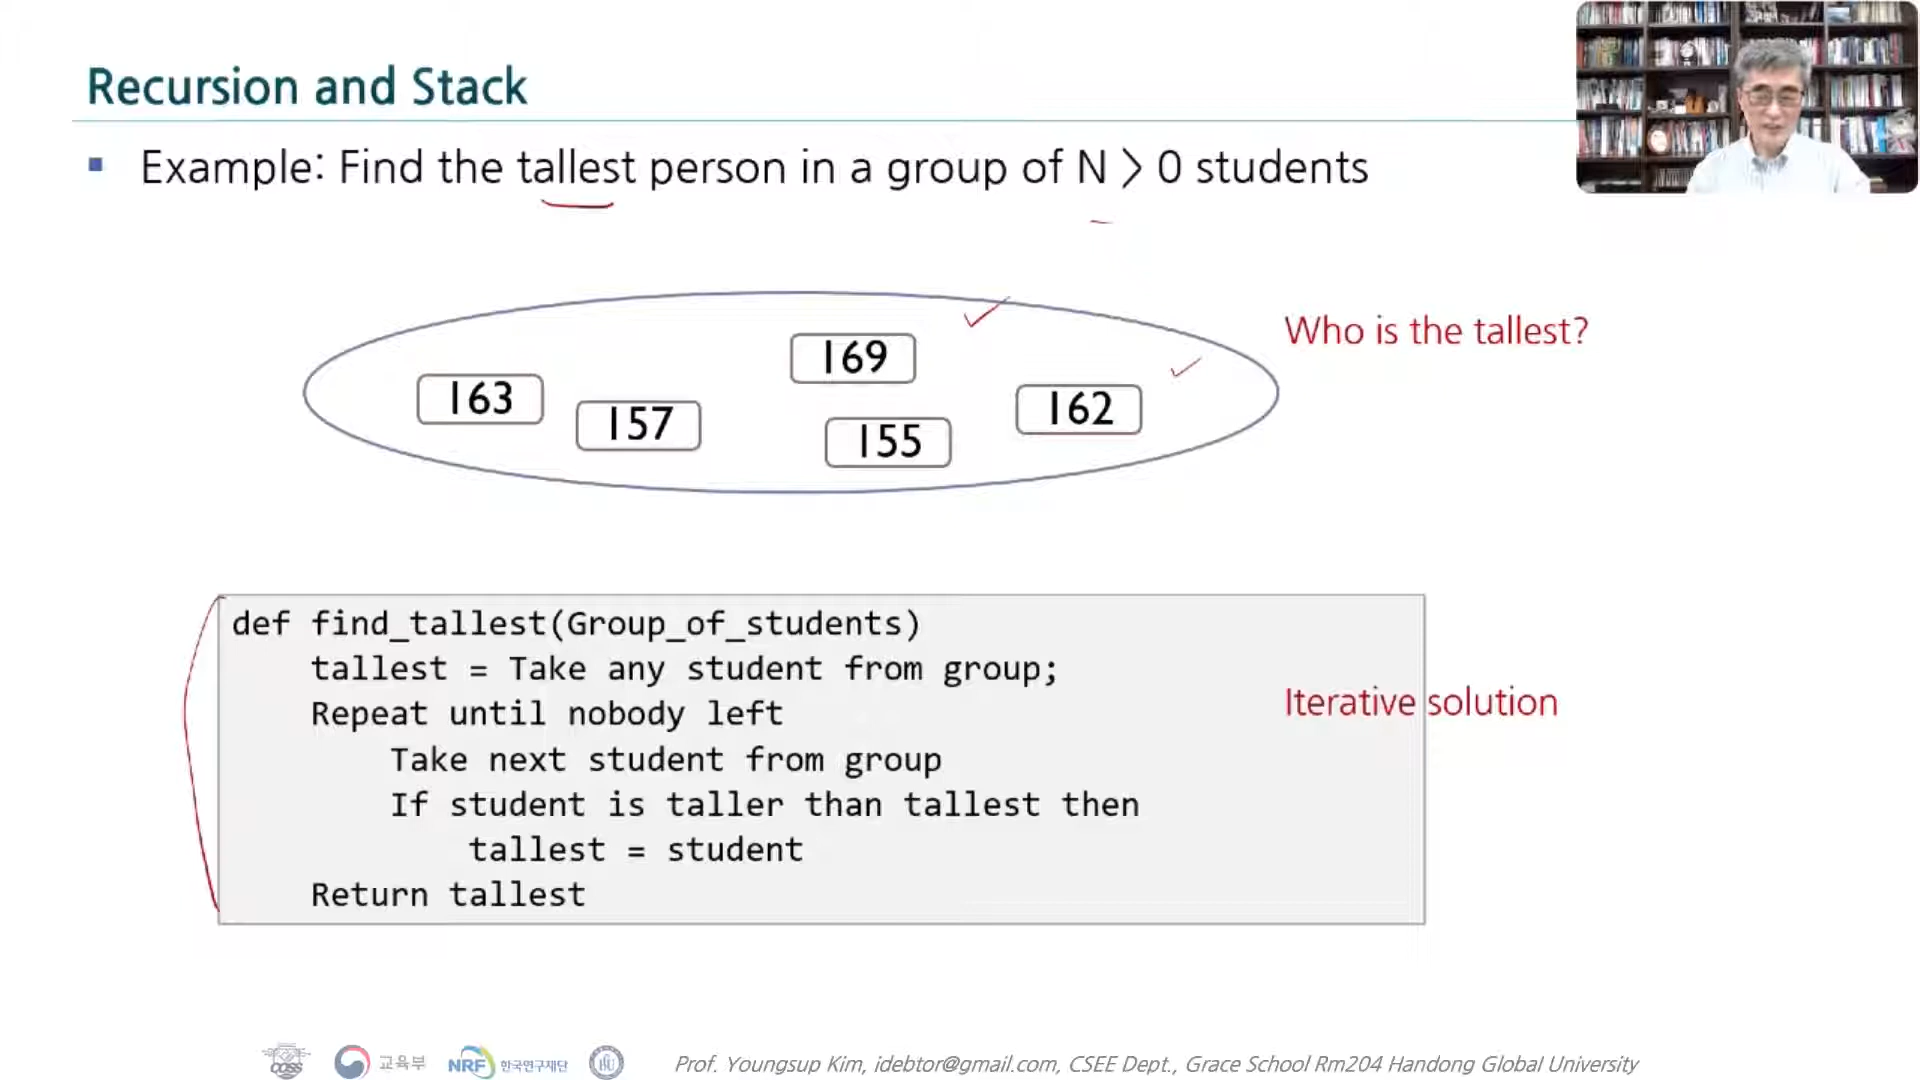 Recursion and Stack
Example: Find the tallest person in a group of N > 0 students
Who is the tallest?
169
163
157
162
155
def find_tallest(Group_of_students)
tallest = Take any student from group;
Repeat until nobody left
Iterative solution
Take next student from group
If student is taller than tallest then
tallest = student
Return tallest
COSS
교육부
NRF 한국연구재단
Prof. Youngsup Kim, idebtor@gmail.com, CSEE Dept., Grace School Rm204 Handong Global University